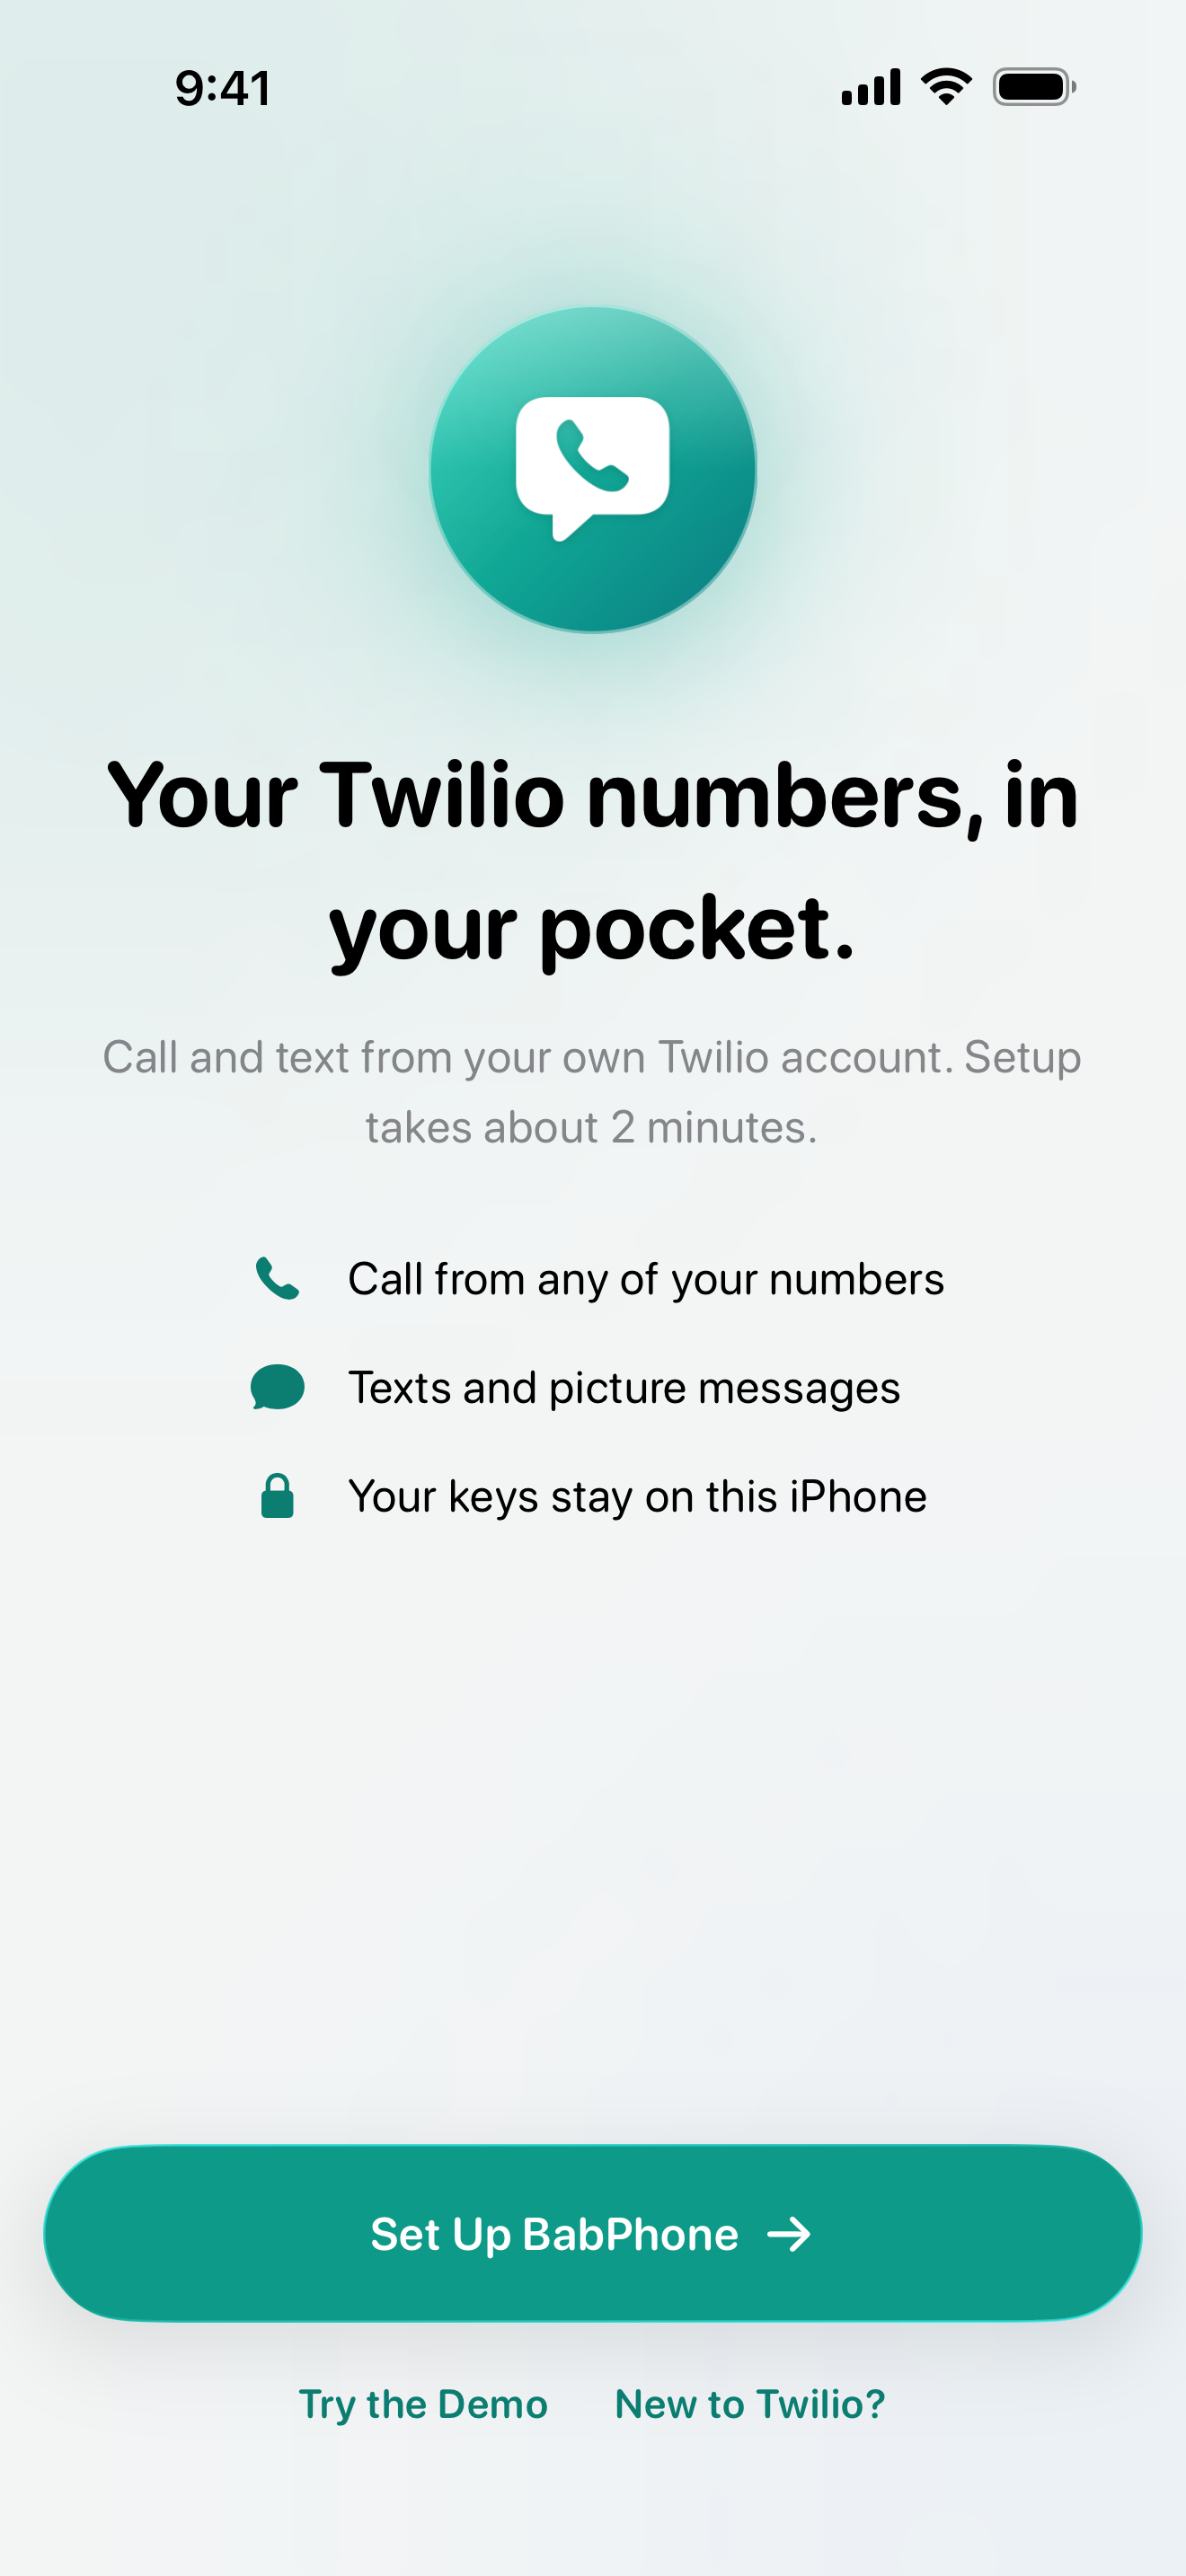 9:41
Your Twilio numbers, in
your pocket.
Call and text from your own Twilio account. Setup
takes about 2 minutes.
Call from any of your numbers
Texts and picture messages
Your keys stay on this iPhone
Set Up BabPhone →
Try the Demo New to Twilio?